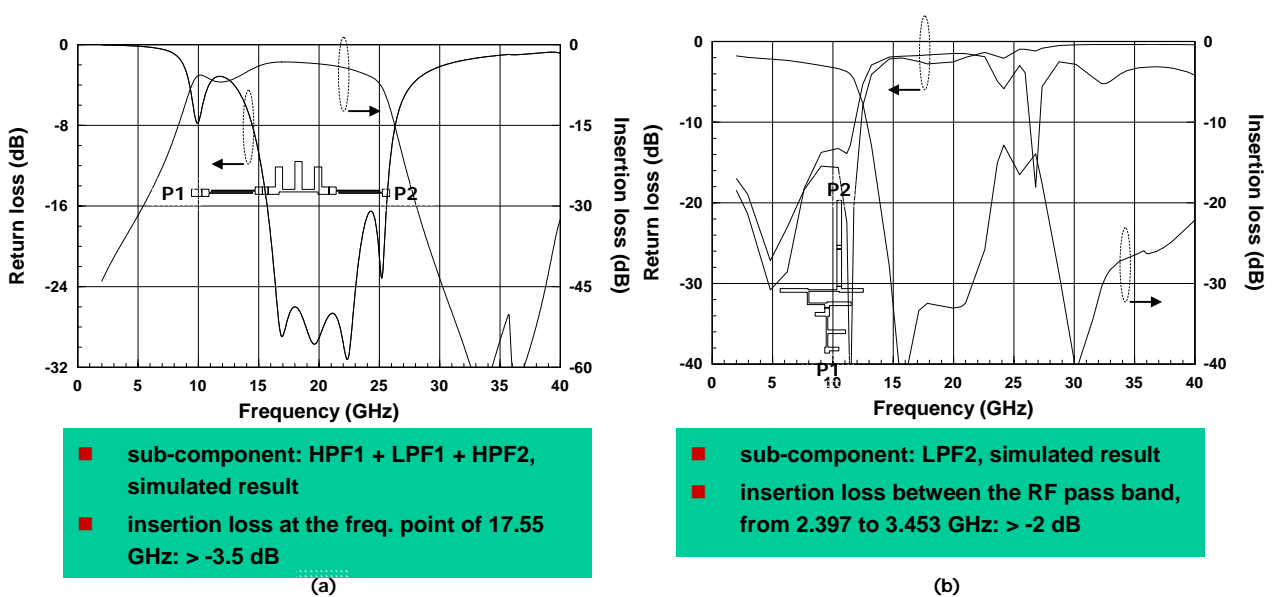 0
-8
-16
-24
-32
Return loss (dB)
0
-15
-30
-45
-60
Insertion loss (dB)
P1
P2
0 5 10 15 20 25 30 35 40
Frequency (GHz)
sub-component: HPF1 + LPF1 + HPF2,
simulated result
insertion loss at the freq. point of 17.55
GHz: > -3.5 dB
(a)
0
-10
-20
-30
-40
Return loss (dB)
0
-10
-20
-30
-40
Insertion loss (dB)
P2
P1
0 5 10 15 20 25 30 35 40
Frequency (GHz)
sub-component: LPF2, simulated result
insertion loss between the RF pass band,
from 2.397 to 3.453 GHz: > -2 dB
(b)